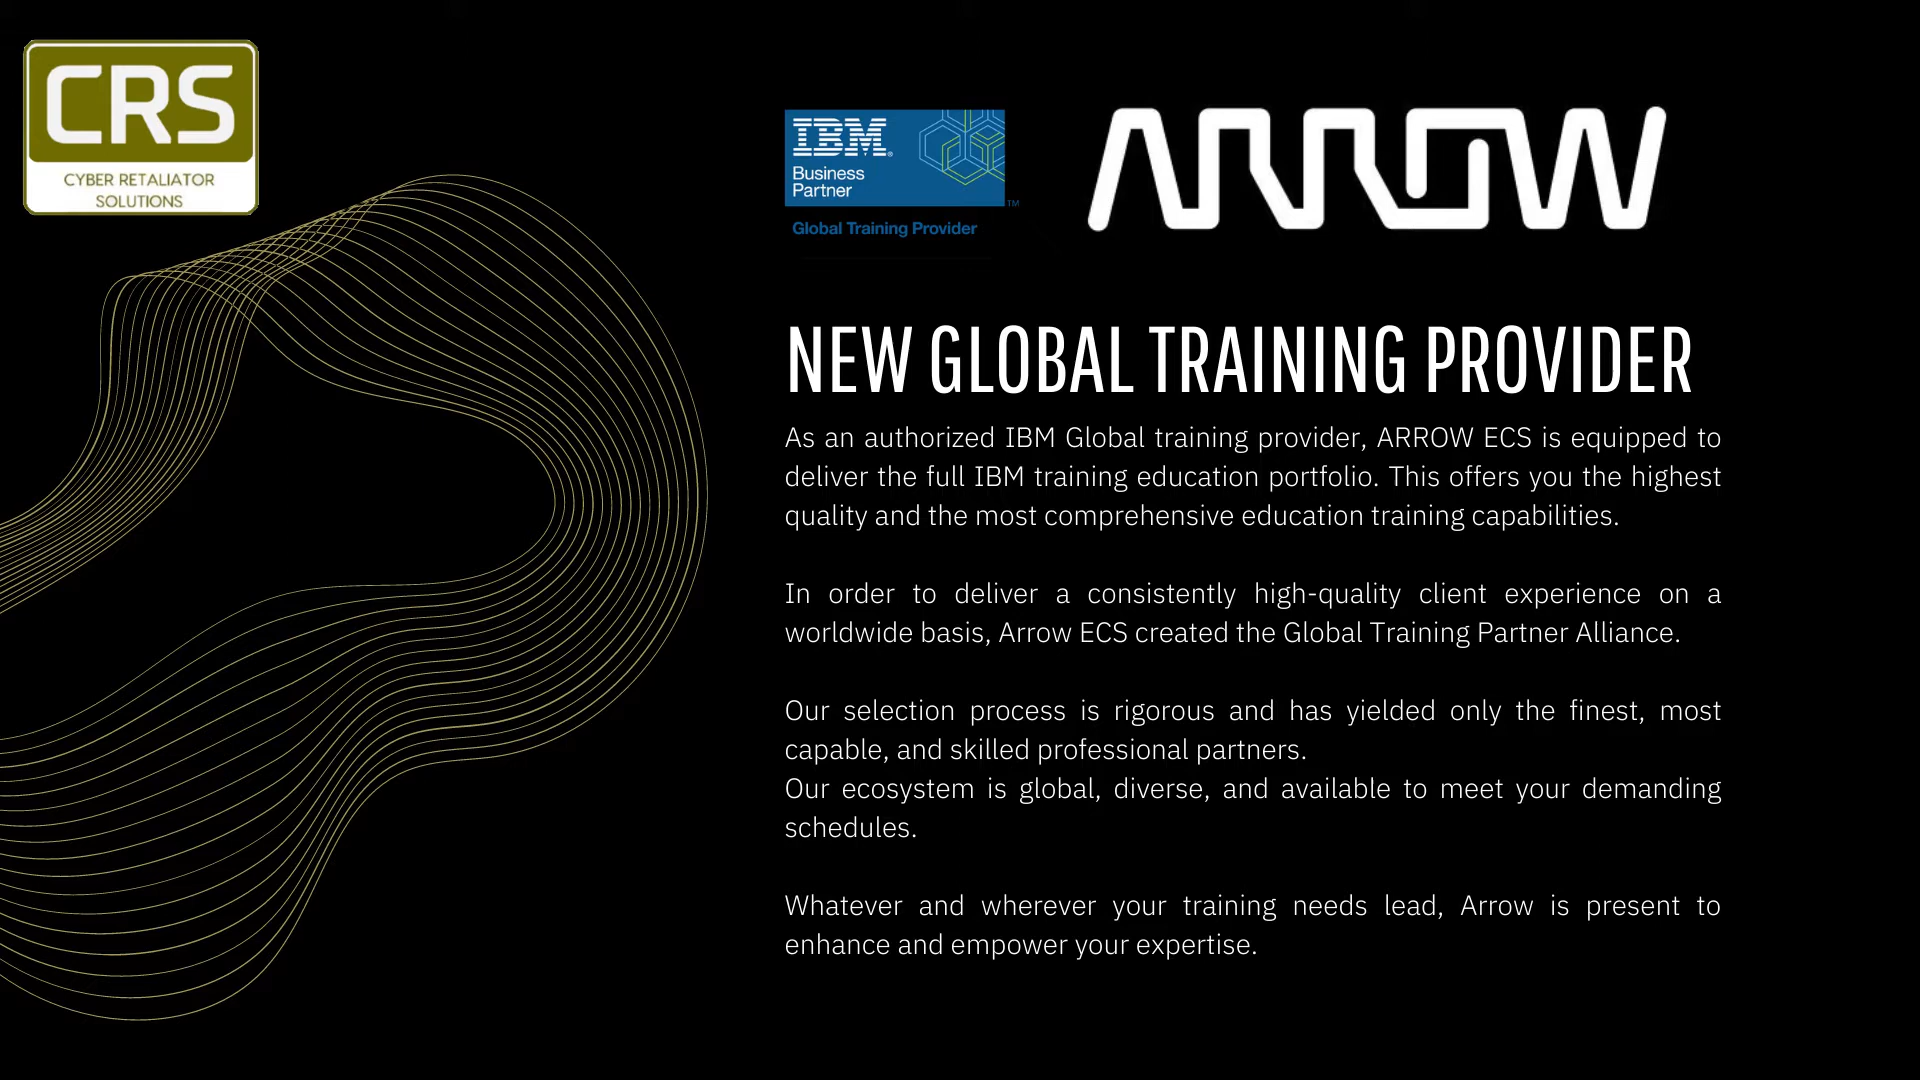 CRS
CYBER RETALIATOR
SOLUTIONS
IBM®
Business
Partner
TM
Global Training Provider
ARROW
NEW GLOBAL TRAINING PROVIDER
As an authorized IBM Global training provider, ARROW ECS is equipped to
deliver the full IBM training education portfolio. This offers you the highest
quality and the most comprehensive education training capabilities.
In order to deliver a consistently high-quality client experience on a
worldwide basis, Arrow ECS created the Global Training Partner Alliance.
Our selection process is rigorous and has yielded only the finest, most
capable, and skilled professional partners.
Our ecosystem is global, diverse, and available to meet your demanding
schedules.
Whatever and wherever your training needs lead, Arrow is present to
enhance and empower your expertise.